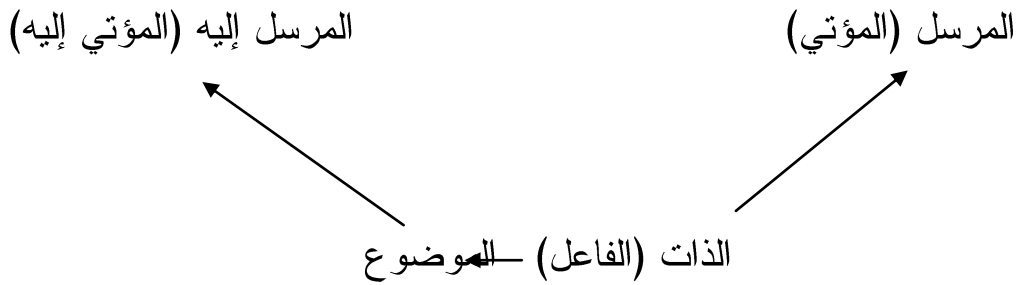 المرسل (المؤتي) المرسل إليه (المؤتي إليه)
الذات (الفاعل) الموضوع